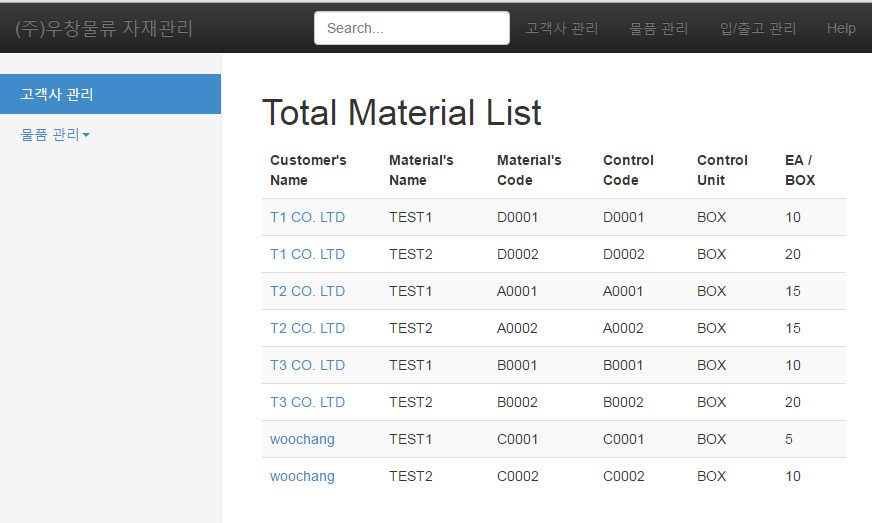 (주)우창물류 자재관리 Search... 고객사 관리 물품 관리 입/출고 관리 Help
고객사 관리
물품 관리
Total Material List
Customer's Name Material's Name Material's Code Control Code Control Unit EA / BOX
T1 CO. LTD TEST1 D0001 D0001 BOX 10
T1 CO. LTD TEST2 D0002 D0002 BOX 20
T2 CO. LTD TEST1 A0001 A0001 BOX 15
T2 CO. LTD TEST2 A0002 A0002 BOX 15
T3 CO. LTD TEST1 B0001 B0001 BOX 10
T3 CO. LTD TEST2 B0002 B0002 BOX 20
woochang TEST1 C0001 C0001 BOX 5
woochang TEST2 C0002 C0002 BOX 10